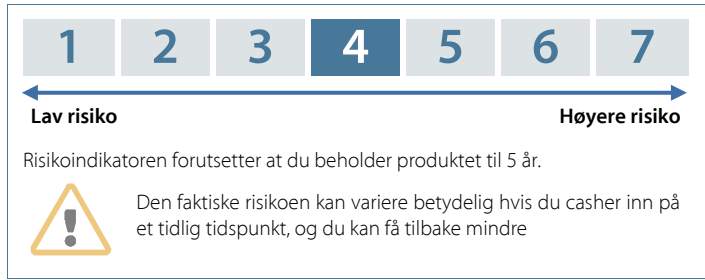 1 2 3 4 5 6 7
Lav risiko Høyere risiko
Risikoindikatoren forutsetter at du beholder produktet til 5 år.
Den faktiske risikoen kan variere betydelig hvis du casher inn på
et tidlig tidspunkt, og du kan få tilbake mindre